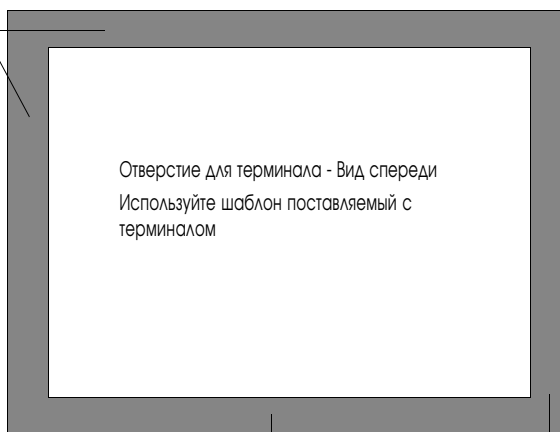 Отверстие для терминала - Вид спереди
Используйте шаблон поставляемый с
терминалом